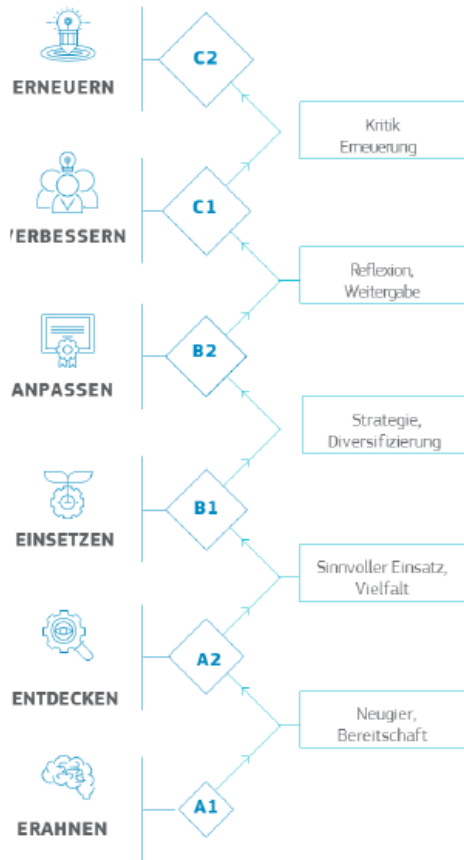 C2
ERNEUERN
Kritik
Erneuerung
C1
VERBESSERN
Reflexion,
Weitergabe
B2
ANPASSEN
Strategie,
Diversifizierung
B1
EINSETZEN
Sinnvoller Einsatz,
Vielfalt
A2
ENTDECKEN
Neugier,
Bereitschaft
A1
ERAHNEN